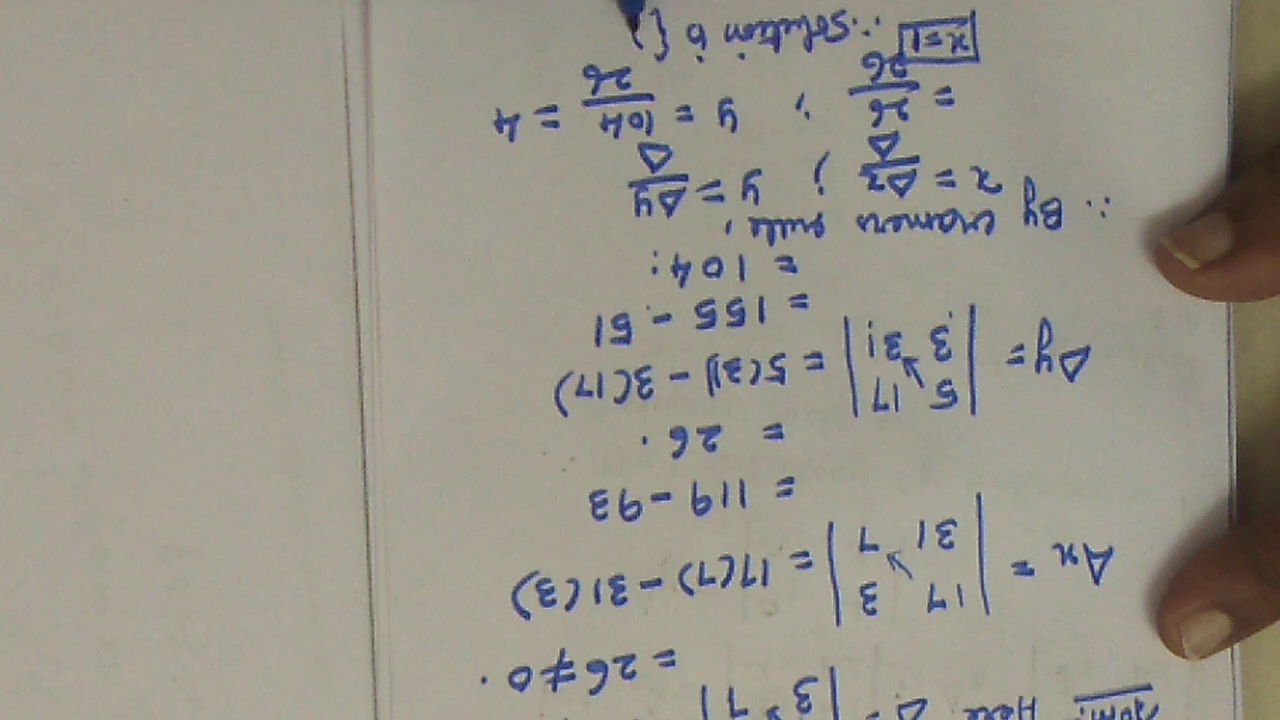 Soln: Here Δ = | 3 7 |
= 26 ≠ 0.
Δx = | 17 3 |
| 31 7 | = 17(7) - 31(3)
= 119 - 93
= 26.
Δy = | 5 17 |
| 3 31 | = 5(31) - 3(17)
= 155 - 51
= 104:
∴ By cramers rule,
x = Δx/Δ ; y = Δy/Δ
= 26/26 ; y = 104/26 = 4
x=1 ∴ Solution is {(